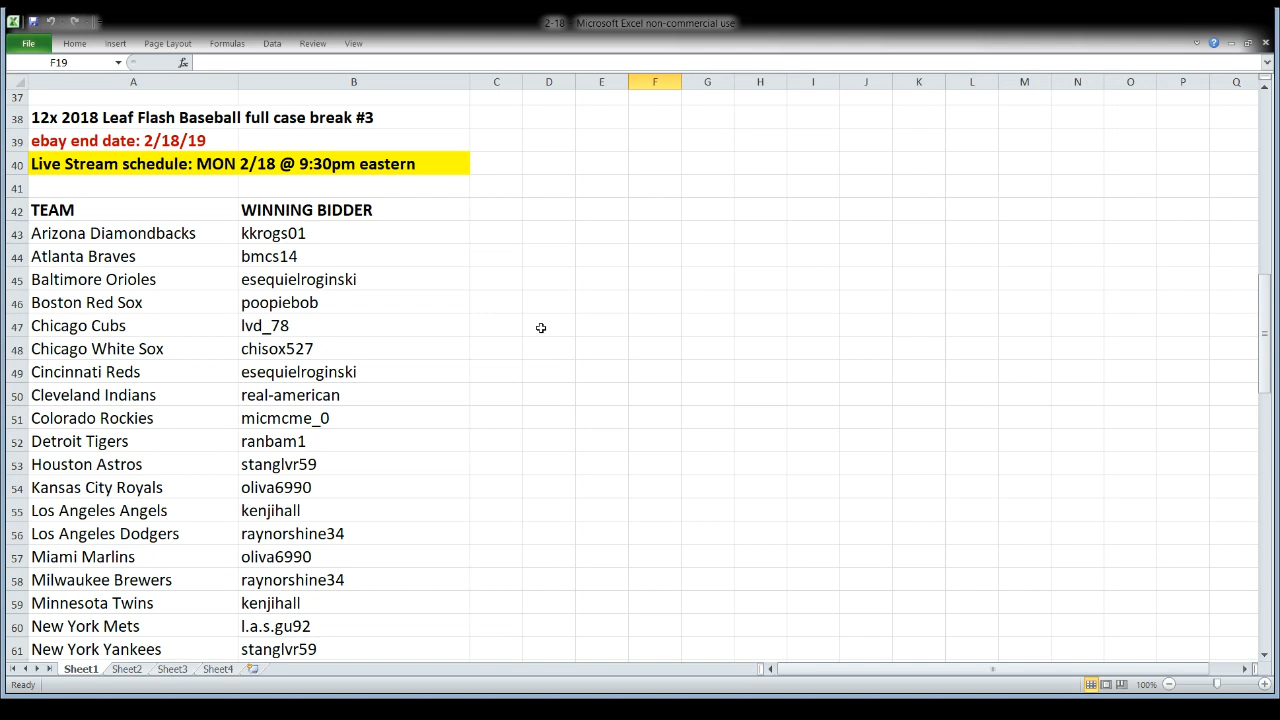 2-18 - Microsoft Excel non-commercial use
File Home Insert Page Layout Formulas Data Review View
F19 fx
A B C D E F G H I J K L M N O P Q
37
38 12x 2018 Leaf Flash Baseball full case break #3
39 ebay end date: 2/18/19
40 Live Stream schedule: MON 2/18 @ 9:30pm eastern
41
42 TEAM WINNING BIDDER
43 Arizona Diamondbacks kkrogs01
44 Atlanta Braves bmcs14
45 Baltimore Orioles esequielroginski
46 Boston Red Sox poopiebob
47 Chicago Cubs lvd_78
48 Chicago White Sox chisox527
49 Cincinnati Reds esequielroginski
50 Cleveland Indians real-american
51 Colorado Rockies micmcme_0
52 Detroit Tigers ranbam1
53 Houston Astros stanglvr59
54 Kansas City Royals oliva6990
55 Los Angeles Angels kenjihall
56 Los Angeles Dodgers raynorshine34
57 Miami Marlins oliva6990
58 Milwaukee Brewers raynorshine34
59 Minnesota Twins kenjihall
60 New York Mets l.a.s.gu92
61 New York Yankees stanglvr59
Sheet1 Sheet2 Sheet3 Sheet4
Ready 100%